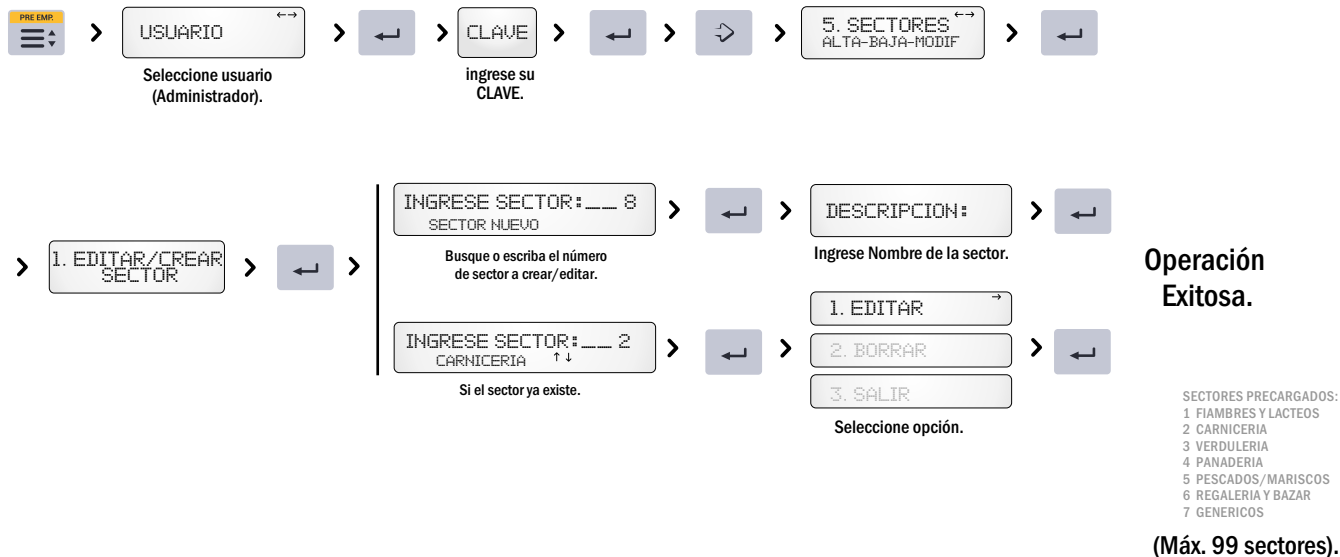 PRE EMP.
USUARIO
Seleccione usuario
(Administrador).
CLAVE
ingrese su
CLAVE.
5. SECTORES
ALTA-BAJA-MODIF
1. EDITAR/CREAR
SECTOR
INGRESE SECTOR:__ 8
SECTOR NUEVO
Busque o escriba el número
de sector a crear/editar.
DESCRIPCION:
Ingrese Nombre de la sector.
INGRESE SECTOR:__ 2
CARNICERIA ↑↓
Si el sector ya existe.
1. EDITAR →
2. BORRAR
3. SALIR
Seleccione opción.
Operación
Exitosa.
SECTORES PRECARGADOS:
1 FIAMBRES Y LACTEOS
2 CARNICERIA
3 VERDULERIA
4 PANADERIA
5 PESCADOS/MARISCOS
6 REGALERIA Y BAZAR
7 GENERICOS
(Máx. 99 sectores).